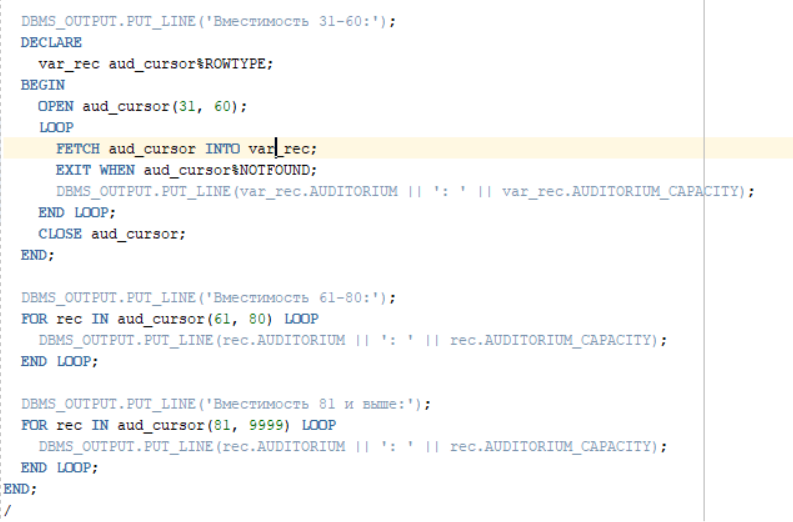 DBMS_OUTPUT.PUT_LINE('Вместимость 31-60:');
DECLARE
var_rec aud_cursor%ROWTYPE;
BEGIN
OPEN aud_cursor(31, 60);
LOOP
FETCH aud_cursor INTO var_rec;
EXIT WHEN aud_cursor%NOTFOUND;
DBMS_OUTPUT.PUT_LINE(var_rec.AUDITORIUM || ': ' || var_rec.AUDITORIUM_CAPACITY);
END LOOP;
CLOSE aud_cursor;
END;
DBMS_OUTPUT.PUT_LINE('Вместимость 61-80:');
FOR rec IN aud_cursor(61, 80) LOOP
DBMS_OUTPUT.PUT_LINE(rec.AUDITORIUM || ': ' || rec.AUDITORIUM_CAPACITY);
END LOOP;
DBMS_OUTPUT.PUT_LINE('Вместимость 81 и выше:');
FOR rec IN aud_cursor(81, 9999) LOOP
DBMS_OUTPUT.PUT_LINE(rec.AUDITORIUM || ': ' || rec.AUDITORIUM_CAPACITY);
END LOOP;
END;
/